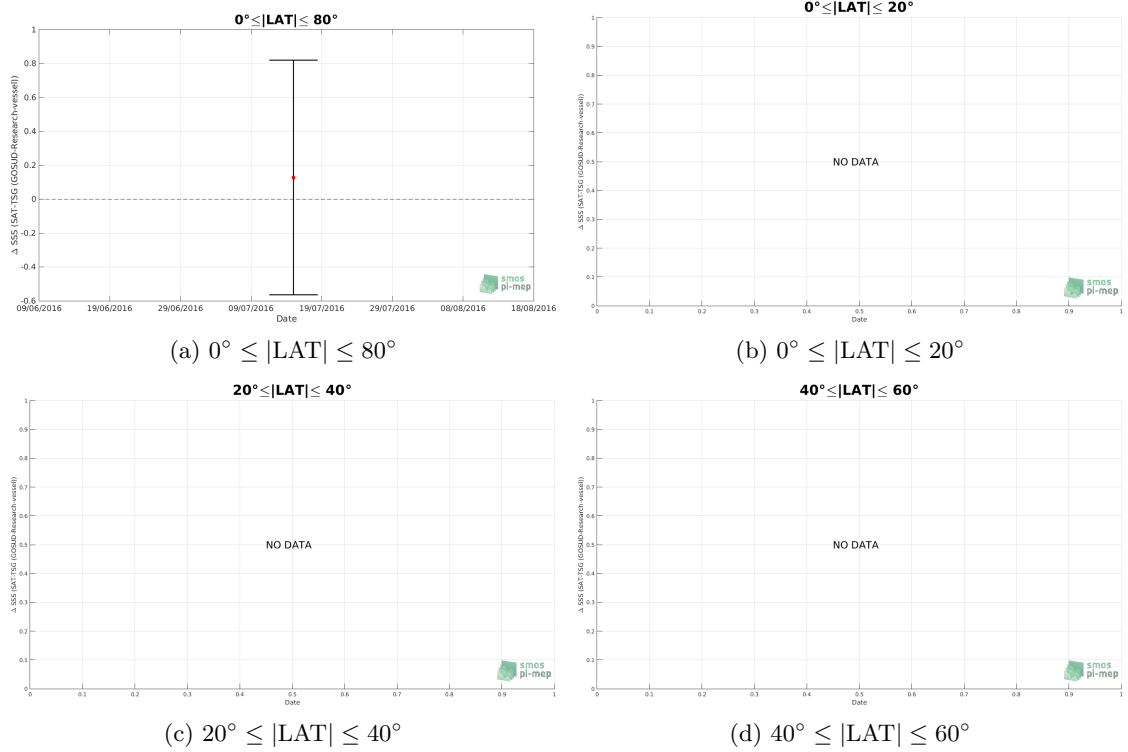 0°≤|LAT|≤ 80°
Δ SSS (SAT-TSG (GOSUD-Research-vessel))
1
0.8
0.6
0.4
0.2
0
-0.2
-0.4
-0.6
09/06/2016 19/06/2016 29/06/2016 09/07/2016 19/07/2016 29/07/2016 08/08/2016 18/08/2016
Date
smos
pi-mep
(a) 0° ≤ |LAT| ≤ 80°
0°≤|LAT|≤ 20°
Δ SSS (SAT-TSG (GOSUD-Research-vessel))
1
0.9
0.8
0.7
0.6
0.5
0.4
0.3
0.2
0.1
0
NO DATA
0 0.1 0.2 0.3 0.4 0.5 0.6 0.7 0.8 0.9 1
Date
smos
pi-mep
(b) 0° ≤ |LAT| ≤ 20°
20°≤|LAT|≤ 40°
Δ SSS (SAT-TSG (GOSUD-Research-vessel))
1
0.9
0.8
0.7
0.6
0.5
0.4
0.3
0.2
0.1
0
NO DATA
0 0.1 0.2 0.3 0.4 0.5 0.6 0.7 0.8 0.9 1
Date
smos
pi-mep
(c) 20° ≤ |LAT| ≤ 40°
40°≤|LAT|≤ 60°
Δ SSS (SAT-TSG (GOSUD-Research-vessel))
1
0.9
0.8
0.7
0.6
0.5
0.4
0.3
0.2
0.1
0
NO DATA
0 0.1 0.2 0.3 0.4 0.5 0.6 0.7 0.8 0.9 1
Date
smos
pi-mep
(d) 40° ≤ |LAT| ≤ 60°